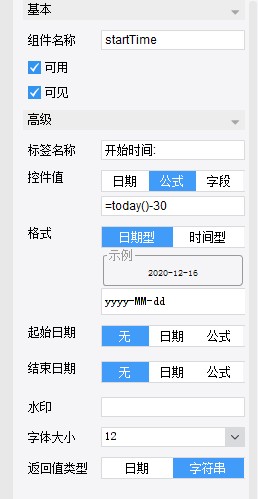 基本
组件名称 startTime
可用
可见
高级
标签名称 开始时间:
控件值 日期 公式 字段
=today()-30
格式 日期型 时间型
示例
2020-12-16
yyyy-MM-dd
起始日期 无 日期 公式
结束日期 无 日期 公式
水印
字体大小 12
返回值类型 日期 字符串